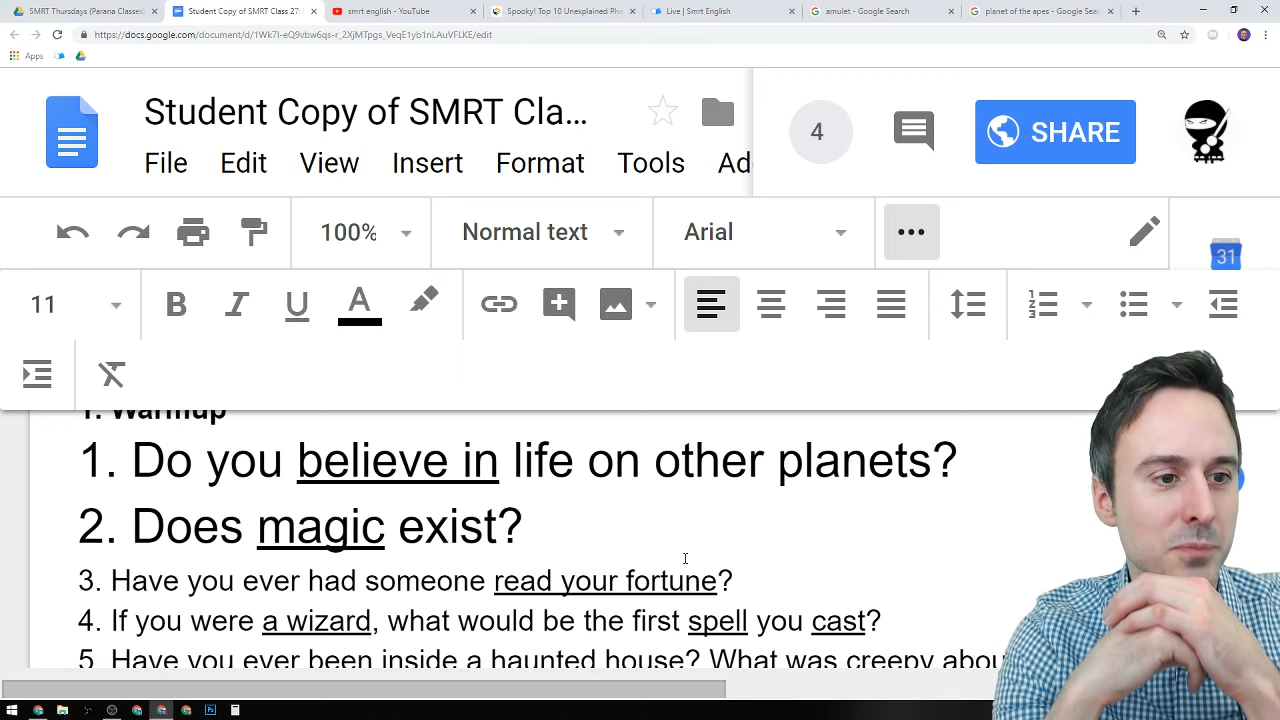 SMRT Thursdays (Parana Classes)
Student Copy of SMRT Class 27:
smrt english - YouTube
Spooky! Top 10 Unexplained Phe
Live | Smrt English
amulet - Google Search
planet of the apes - Google Sear
Apps
Student Copy of SMRT Cla...
4
SHARE
File Edit View Insert Format Tools Ad
100% Normal text Arial
31
11 B I U A
1. Warmup
1. Do you believe in life on other planets?
2. Does magic exist?
3. Have you ever had someone read your fortune?
4. If you were a wizard, what would be the first spell you cast?
5. Have you ever been inside a haunted house? What was creepy abou